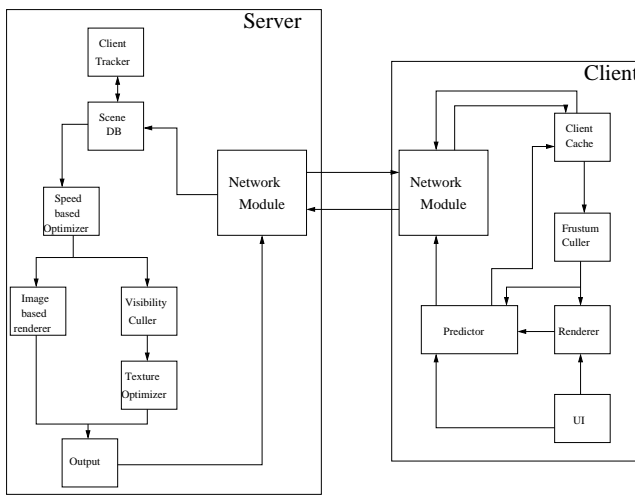 Server
Client
Tracker
Scene
DB
Speed
based
Optimizer
Image
based
renderer
Visibility
Culler
Texture
Optimizer
Output
Network
Module
Client
Network
Module
Client
Cache
Frustum
Culler
Predictor
Renderer
UI